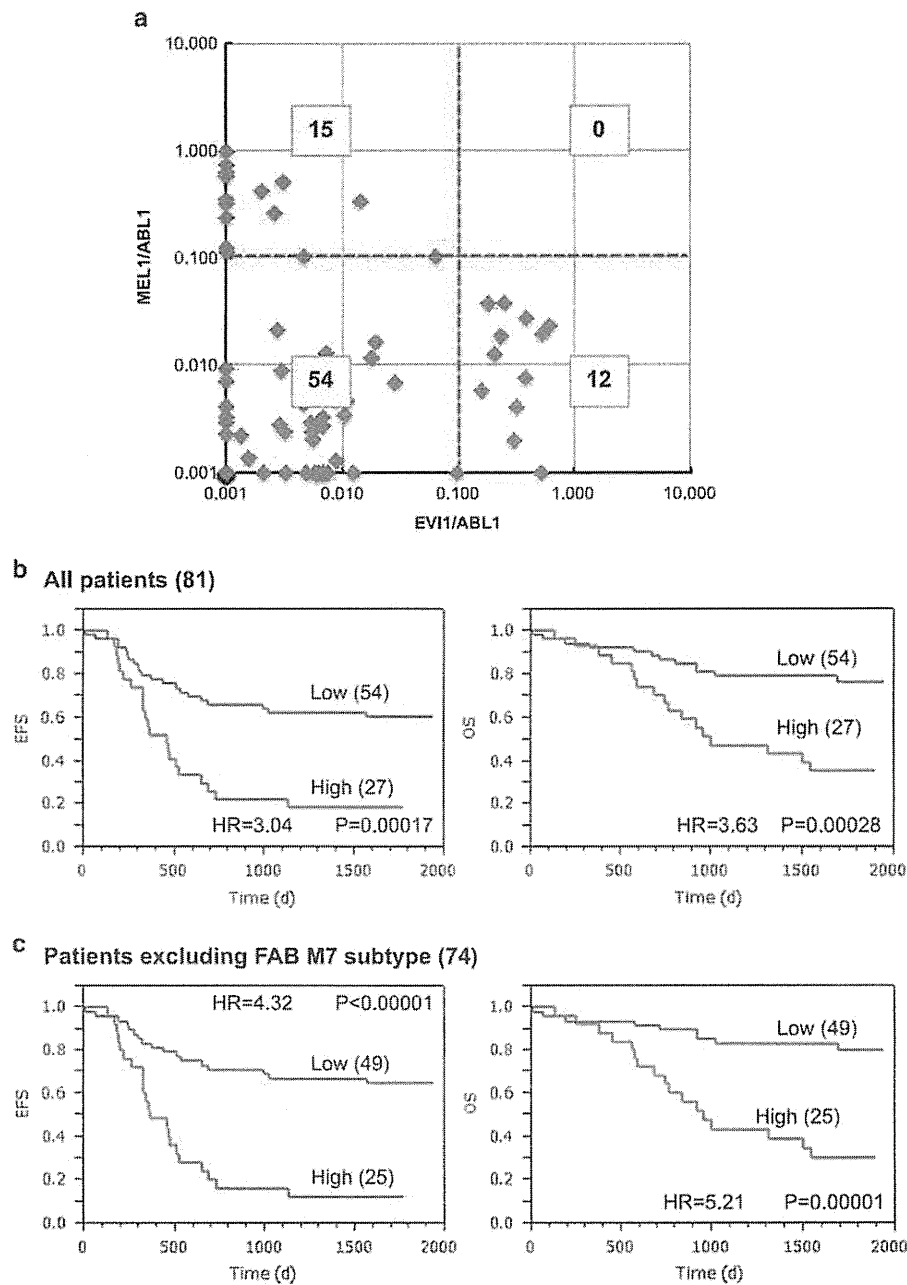 a
10.000
15
0
1.000
MEL1/ABL1
0.100
0.010
54
12
0.001
0.001
0.010
0.100
1.000
10.000
EVI1/ABL1
b All patients (81)
1.0
0.8
0.6
0.4
0.2
0.0
EFS
Low (54)
High (27)
HR=3.04 P=0.00017
0
500
1000
1500
2000
Time (d)
1.0
0.8
0.6
0.4
0.2
0.0
OS
Low (54)
High (27)
HR=3.63 P=0.00028
0
500
1000
1500
2000
Time (d)
c Patients excluding FAB M7 subtype (74)
1.0
0.8
0.6
0.4
0.2
0.0
EFS
HR=4.32 P<0.00001
Low (49)
High (25)
0
500
1000
1500
2000
Time (d)
1.0
0.8
0.6
0.4
0.2
0.0
OS
Low (49)
High (25)
HR=5.21 P=0.00001
0
500
1000
1500
2000
Time (d)